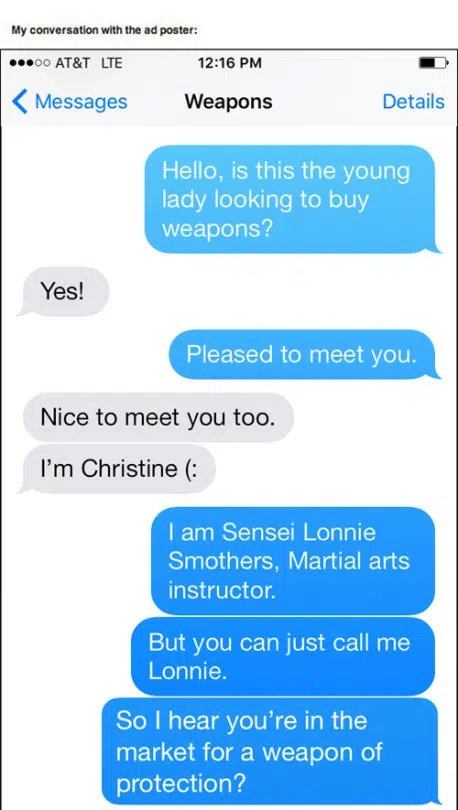 My conversation with the ad poster:
AT&T LTE 12:16 PM
Messages Weapons Details
Hello, is this the young
lady looking to buy
weapons?
Yes!
Pleased to meet you.
Nice to meet you too.
I'm Christine (:
I am Sensei Lonnie
Smothers, Martial arts
instructor.
But you can just call me
Lonnie.
So I hear you're in the
market for a weapon of
protection?